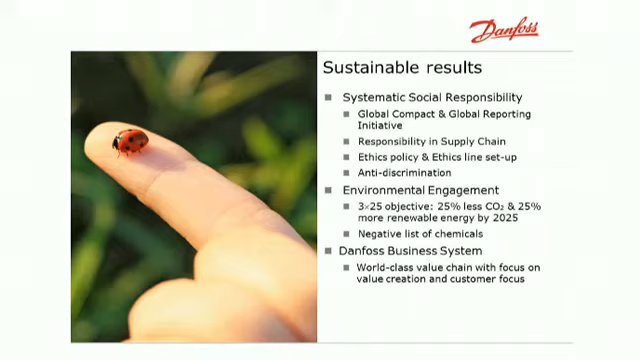 Danfoss
Sustainable results
Systematic Social Responsibility
Global Compact & Global Reporting
Initiative
Responsibility in Supply Chain
Ethics policy & Ethics line set-up
Anti-discrimination
Environmental Engagement
3×25 objective: 25% less CO₂ & 25%
more renewable energy by 2025
Negative list of chemicals
Danfoss Business System
World-class value chain with focus on
value creation and customer focus